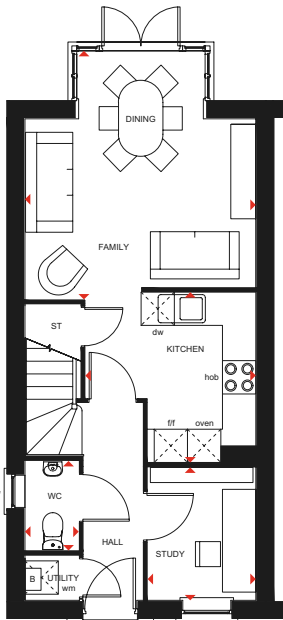 DINING
FAMILY
ST
dw
KITCHEN
hob
f/f oven
WC
HALL
STUDY
B UTILITY
wm